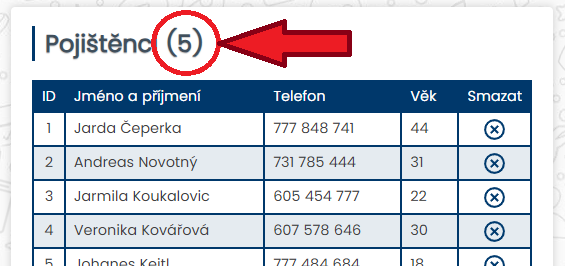 Pojištěnc (5)
ID Jméno a příjmení Telefon Věk Smazat
1 Jarda Čeperka 777 848 741 44
2 Andreas Novotný 731 785 444 31
3 Jarmila Koukalovic 605 454 777 22
4 Veronika Kovářová 607 578 646 30
5 Johanes Keitl 777 484 684 18